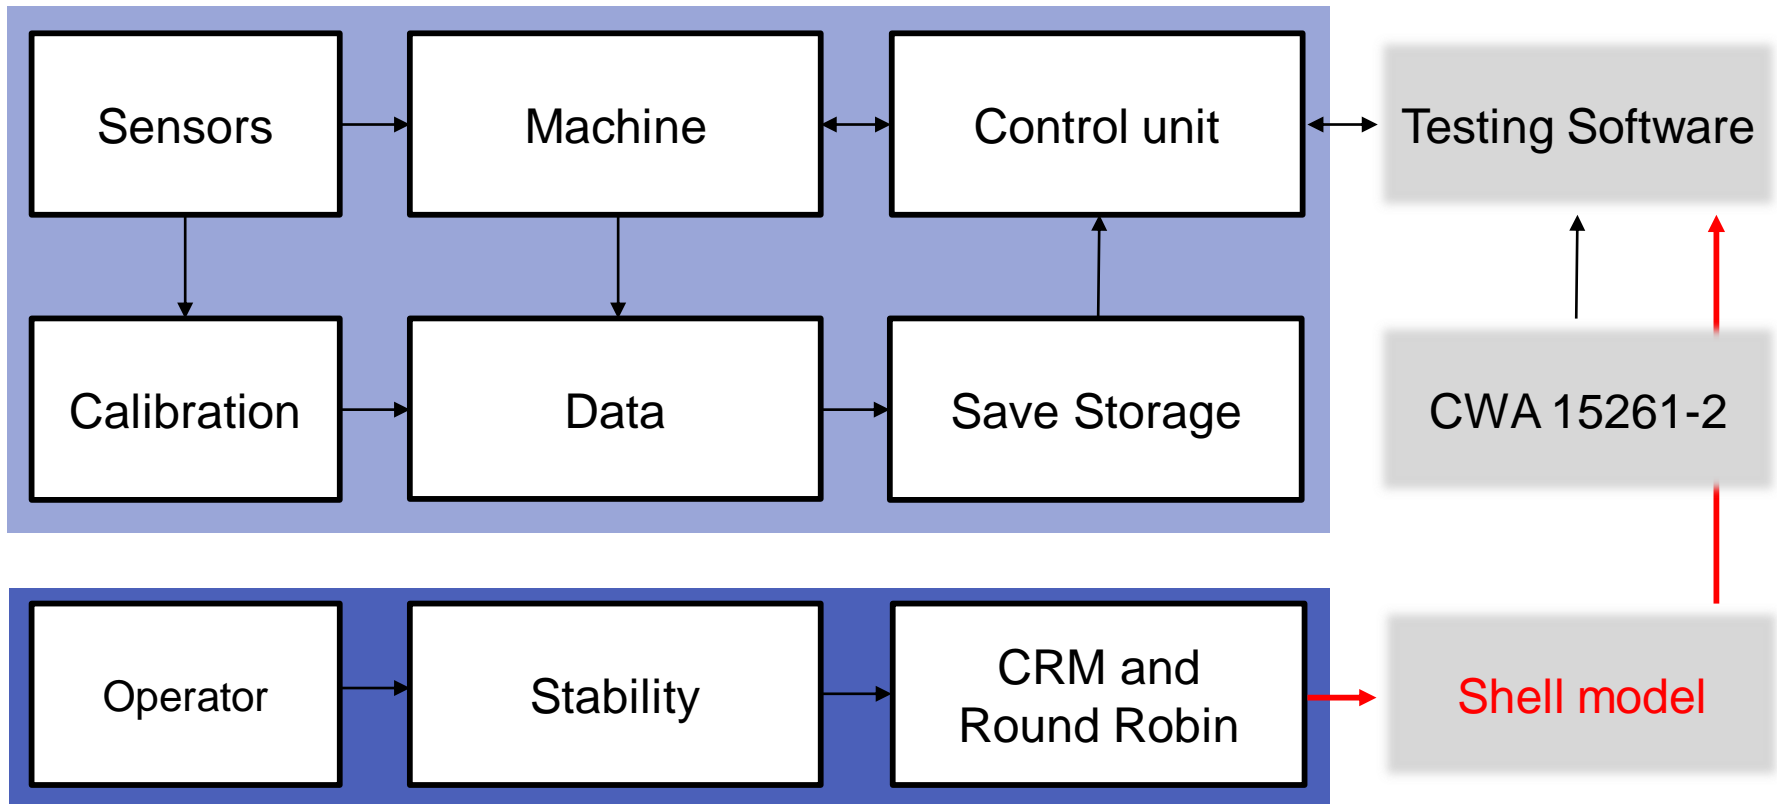 Sensors
Machine
Control unit
Testing Software
Calibration
Data
Save Storage
CWA 15261-2
Operator
Stability
CRM and
Round Robin
Shell model